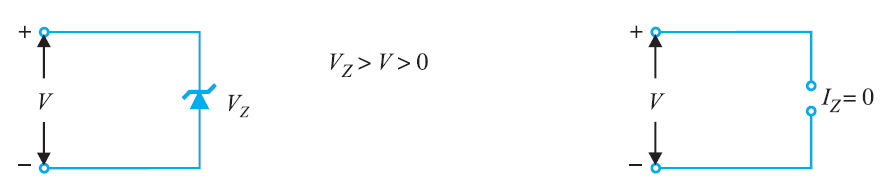 +
V
−
V_Z
V_Z > V > 0
+
V
−
I_Z = 0